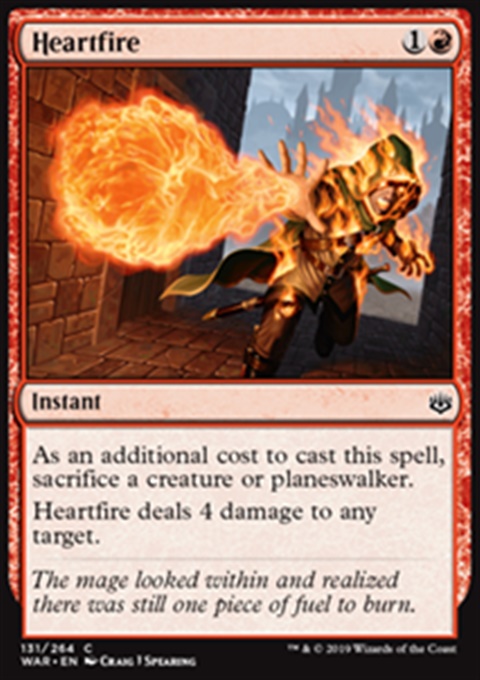 Heartfire 1
Instant
As an additional cost to cast this spell,
sacrifice a creature or planeswalker.
Heartfire deals 4 damage to any
target.
The mage looked within and realized
there was still one piece of fuel to burn.
131/264 C ™ & © 2019 Wizards of the Coast
WAR • EN Craig J Spearing